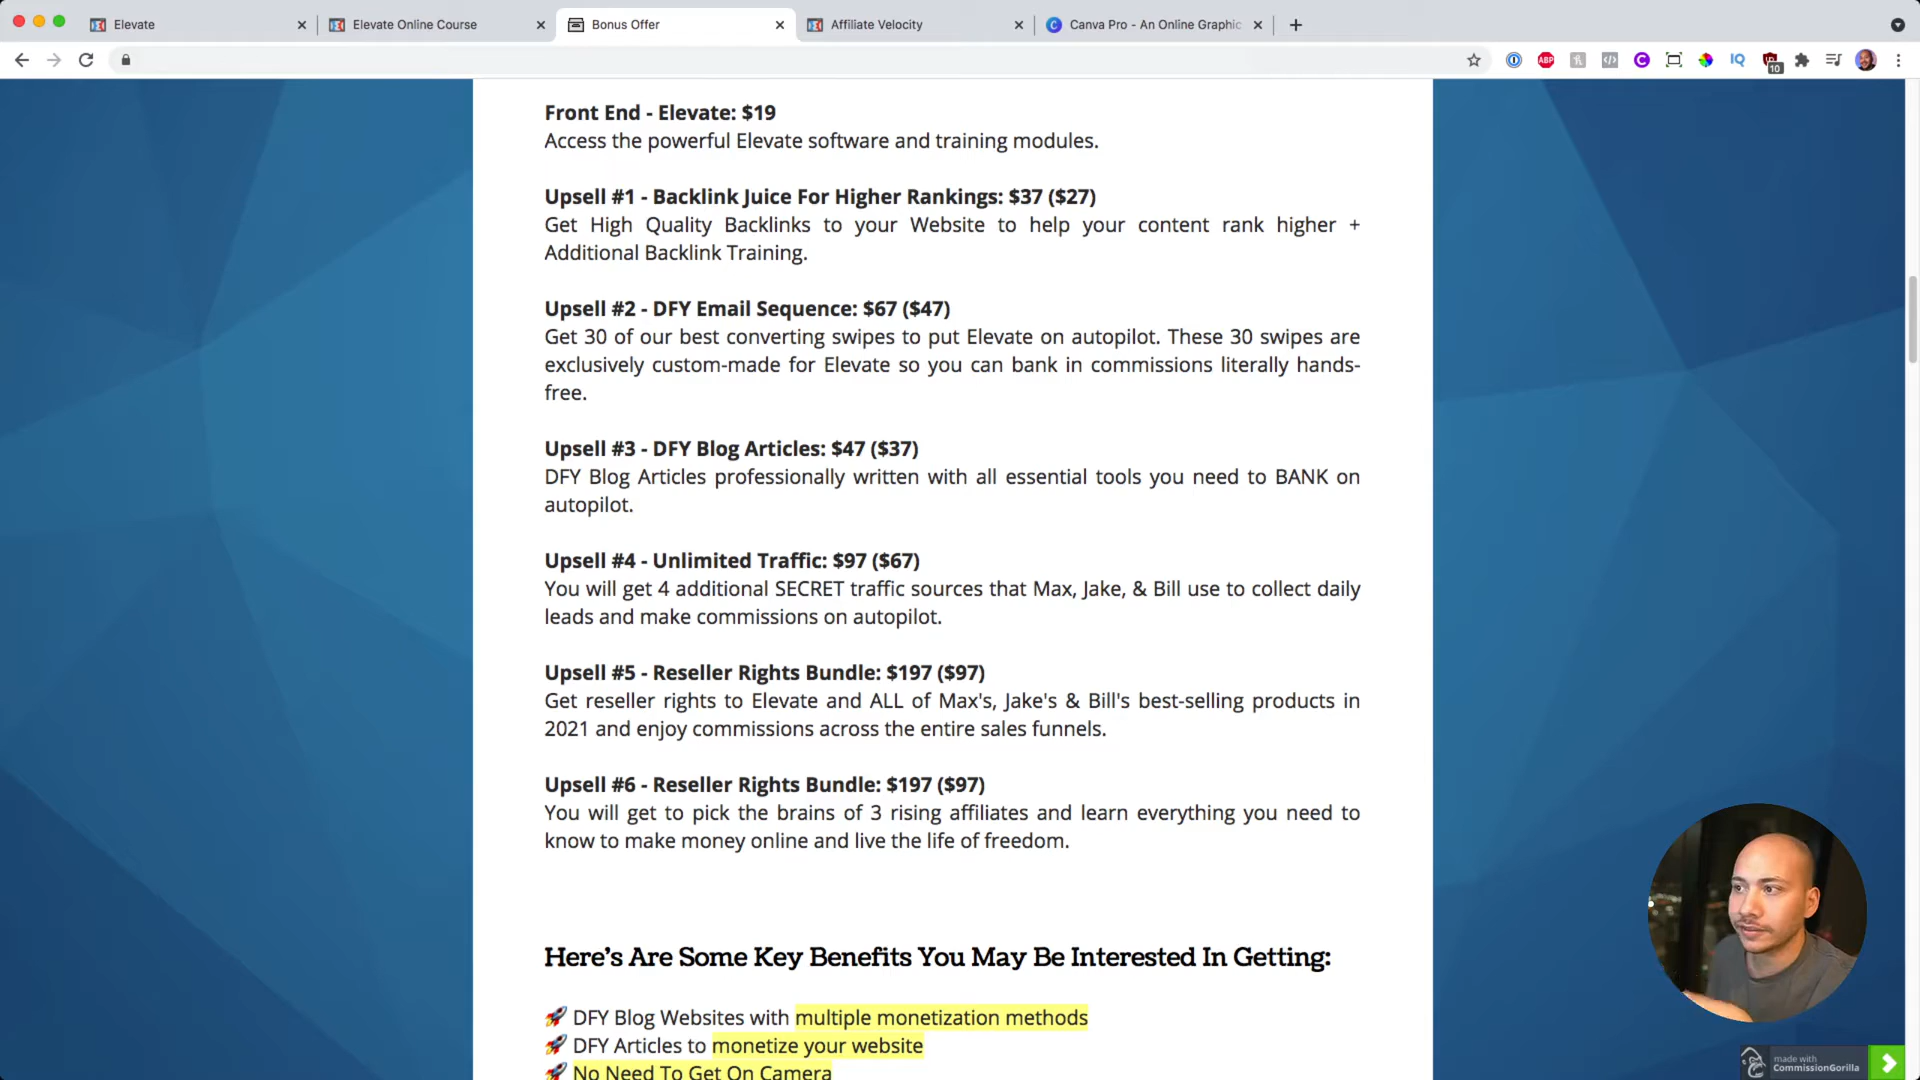 Elevate
Elevate Online Course
Bonus Offer
Affiliate Velocity
Canva Pro - An Online Graphic
ABP
IQ
10
Front End - Elevate: $19
Access the powerful Elevate software and training modules.
Upsell #1 - Backlink Juice For Higher Rankings: $37 ($27)
Get High Quality Backlinks to your Website to help your content rank higher +
Additional Backlink Training.
Upsell #2 - DFY Email Sequence: $67 ($47)
Get 30 of our best converting swipes to put Elevate on autopilot. These 30 swipes are
exclusively custom-made for Elevate so you can bank in commissions literally hands-
free.
Upsell #3 - DFY Blog Articles: $47 ($37)
DFY Blog Articles professionally written with all essential tools you need to BANK on
autopilot.
Upsell #4 - Unlimited Traffic: $97 ($67)
You will get 4 additional SECRET traffic sources that Max, Jake, & Bill use to collect daily
leads and make commissions on autopilot.
Upsell #5 - Reseller Rights Bundle: $197 ($97)
Get reseller rights to Elevate and ALL of Max's, Jake's & Bill's best-selling products in
2021 and enjoy commissions across the entire sales funnels.
Upsell #6 - Reseller Rights Bundle: $197 ($97)
You will get to pick the brains of 3 rising affiliates and learn everything you need to
know to make money online and live the life of freedom.
Here's Are Some Key Benefits You May Be Interested In Getting:
🚀 DFY Blog Websites with multiple monetization methods
🚀 DFY Articles to monetize your website
🚀 No Need To Get On Camera
made with
CommissionGorilla